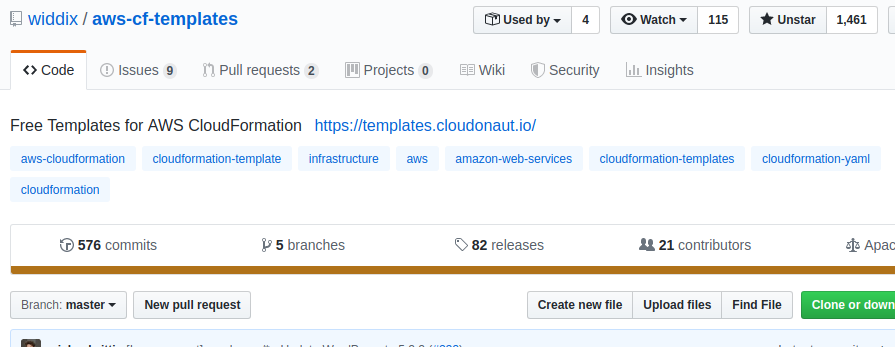 widdix / aws-cf-templates Used by 4 Watch 115 Unstar 1,461
Code Issues 9 Pull requests 2 Projects 0 Wiki Security Insights
Free Templates for AWS CloudFormation https://templates.cloudonaut.io/
aws-cloudformation cloudformation-template infrastructure aws amazon-web-services cloudformation-templates cloudformation-yaml
cloudformation
576 commits 5 branches 82 releases 21 contributors Apac
Branch: master New pull request Create new file Upload files Find File Clone or down